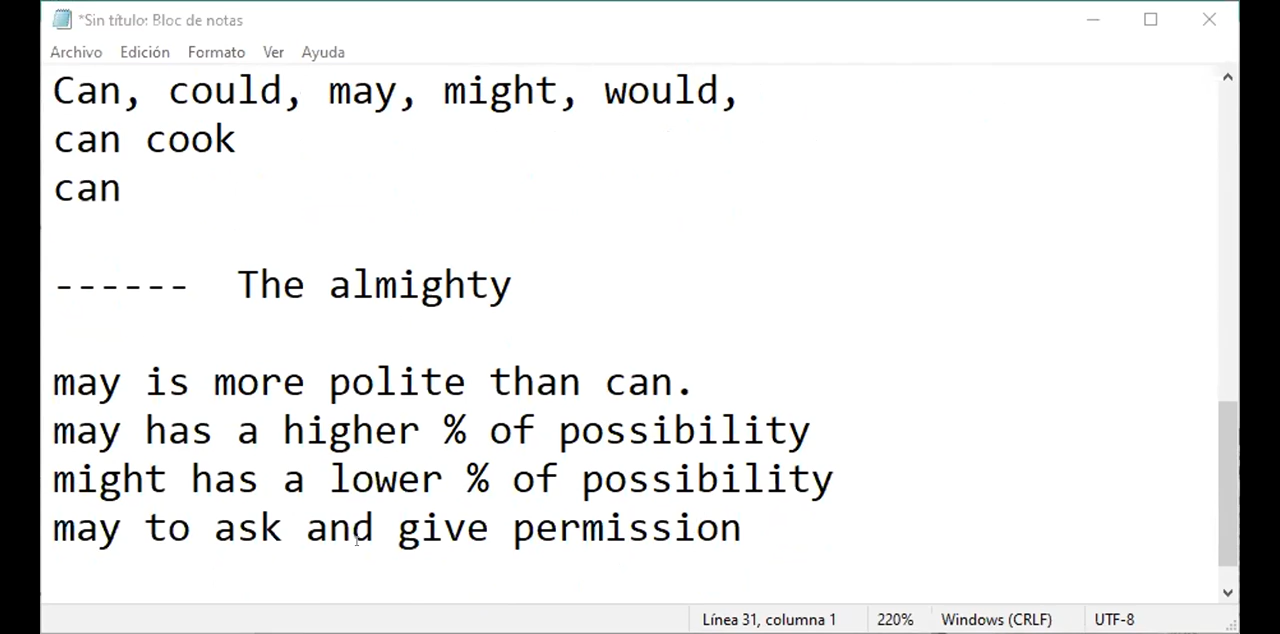 *Sin título: Bloc de notas
Archivo Edición Formato Ver Ayuda
Can, could, may, might, would,
can cook
can
------  The almighty
may is more polite than can.
may has a higher % of possibility
might has a lower % of possibility
may to ask and give permission
Línea 31, columna 1 220% Windows (CRLF) UTF-8